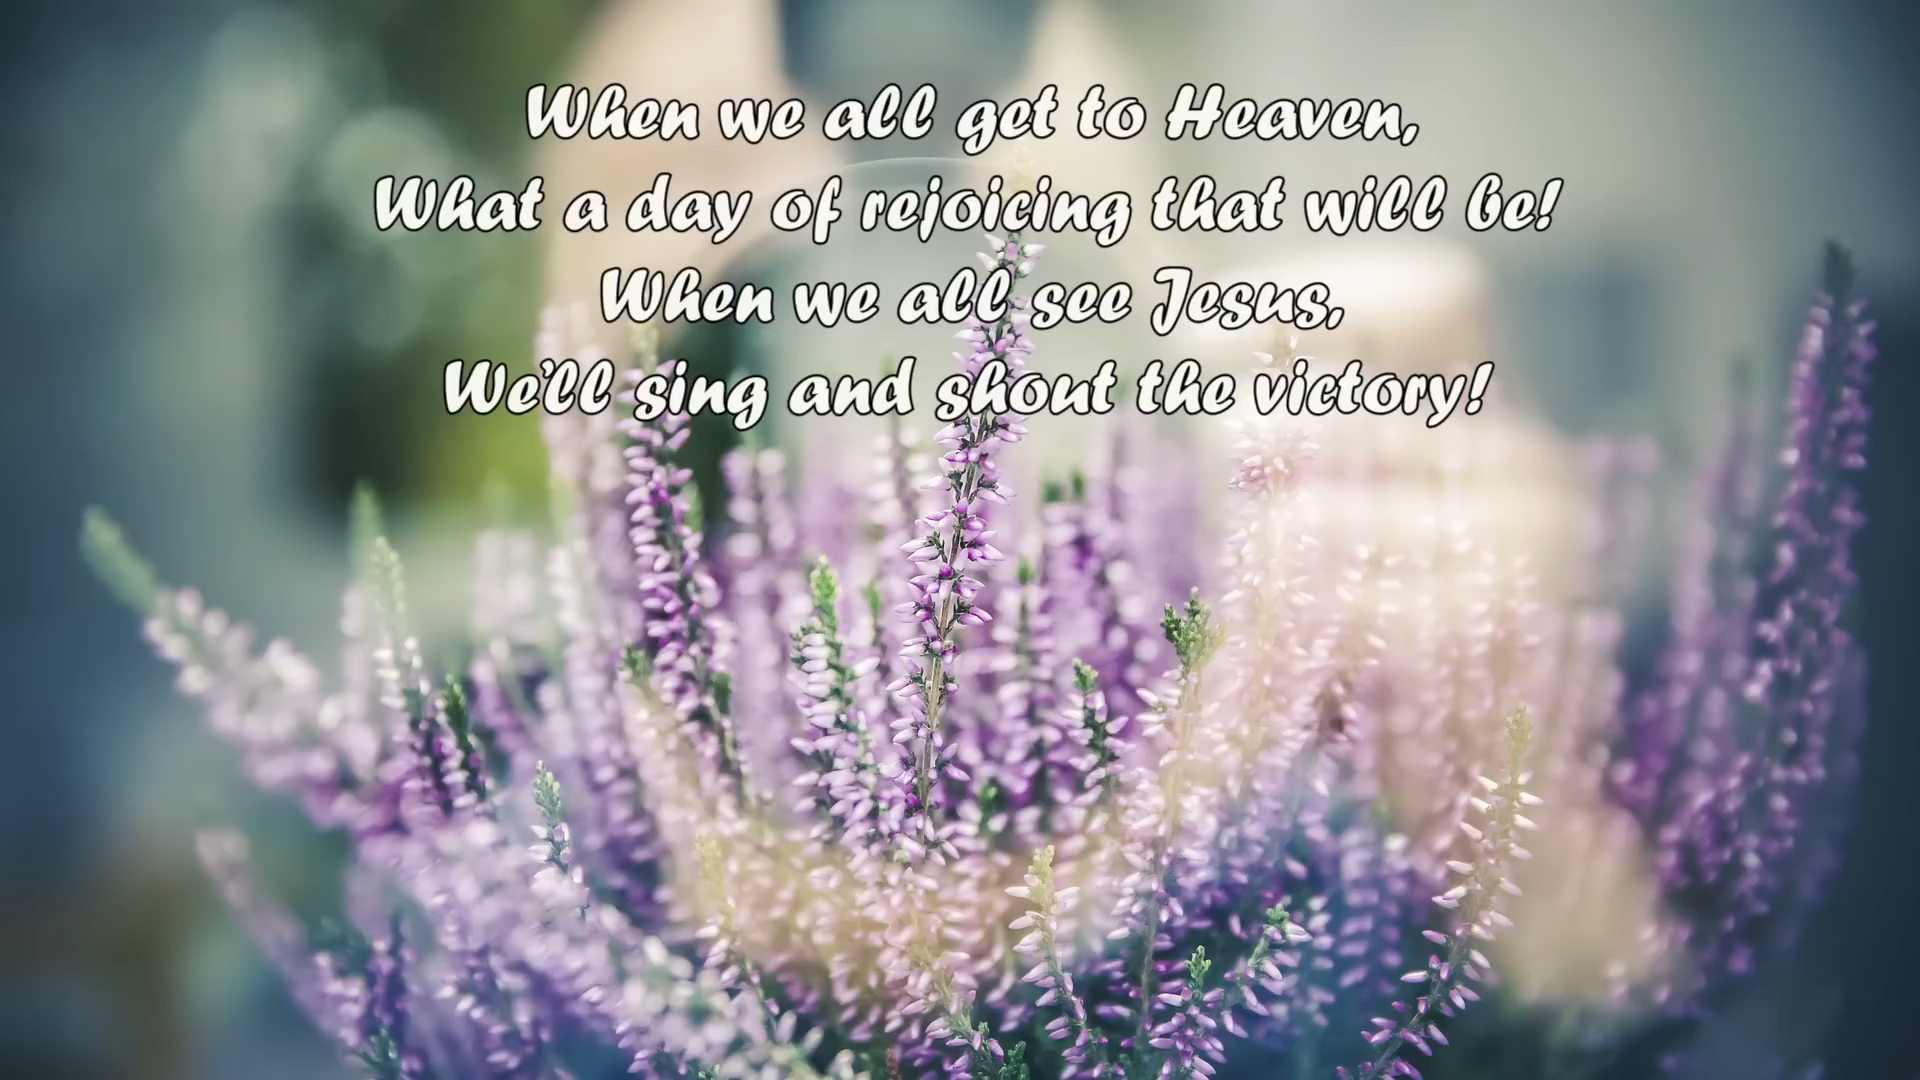 When we all get to Heaven,
What a day of rejoicing that will be!
When we all see Jesus,
We'll sing and shout the victory!